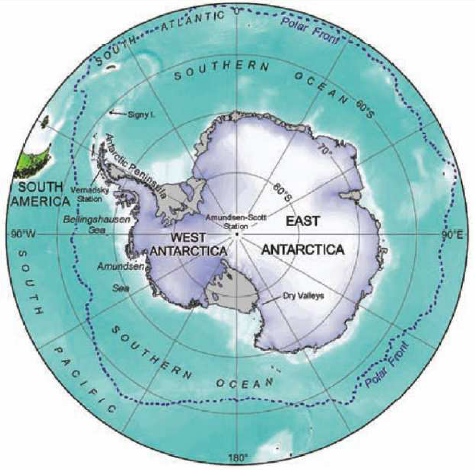 0°
SOUTH ATLANTIC
Polar Front
SOUTHERN OCEAN
60°S
Signy I.
70°
Antarctic Peninsula
80°S
SOUTH
AMERICA
Vernadsky
Station
Bellingshausen
Sea
Amundsen-Scott
Station
EAST
ANTARCTICA
WEST
ANTARCTICA
90°W
90°E
Amundsen
Sea
Dry Valleys
SOUTH PACIFIC
SOUTHERN OCEAN
Polar Front
180°